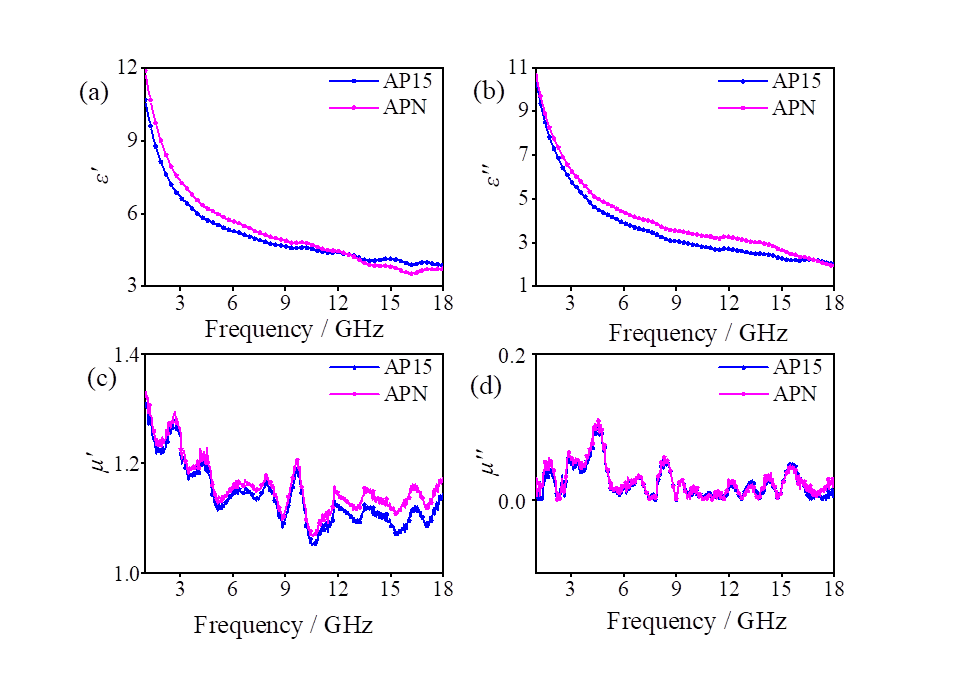 (a)
12
9
6
3
ε′
AP15
APN
3 6 9 12 15 18
Frequency / GHz
(b)
11
9
7
5
3
1
ε″
AP15
APN
3 6 9 12 15 18
Frequency / GHz
(c)
1.4
1.2
1.0
μ′
AP15
APN
3 6 9 12 15 18
Frequency / GHz
(d)
0.2
0.0
μ″
AP15
APN
3 6 9 12 15 18
Frequency / GHz